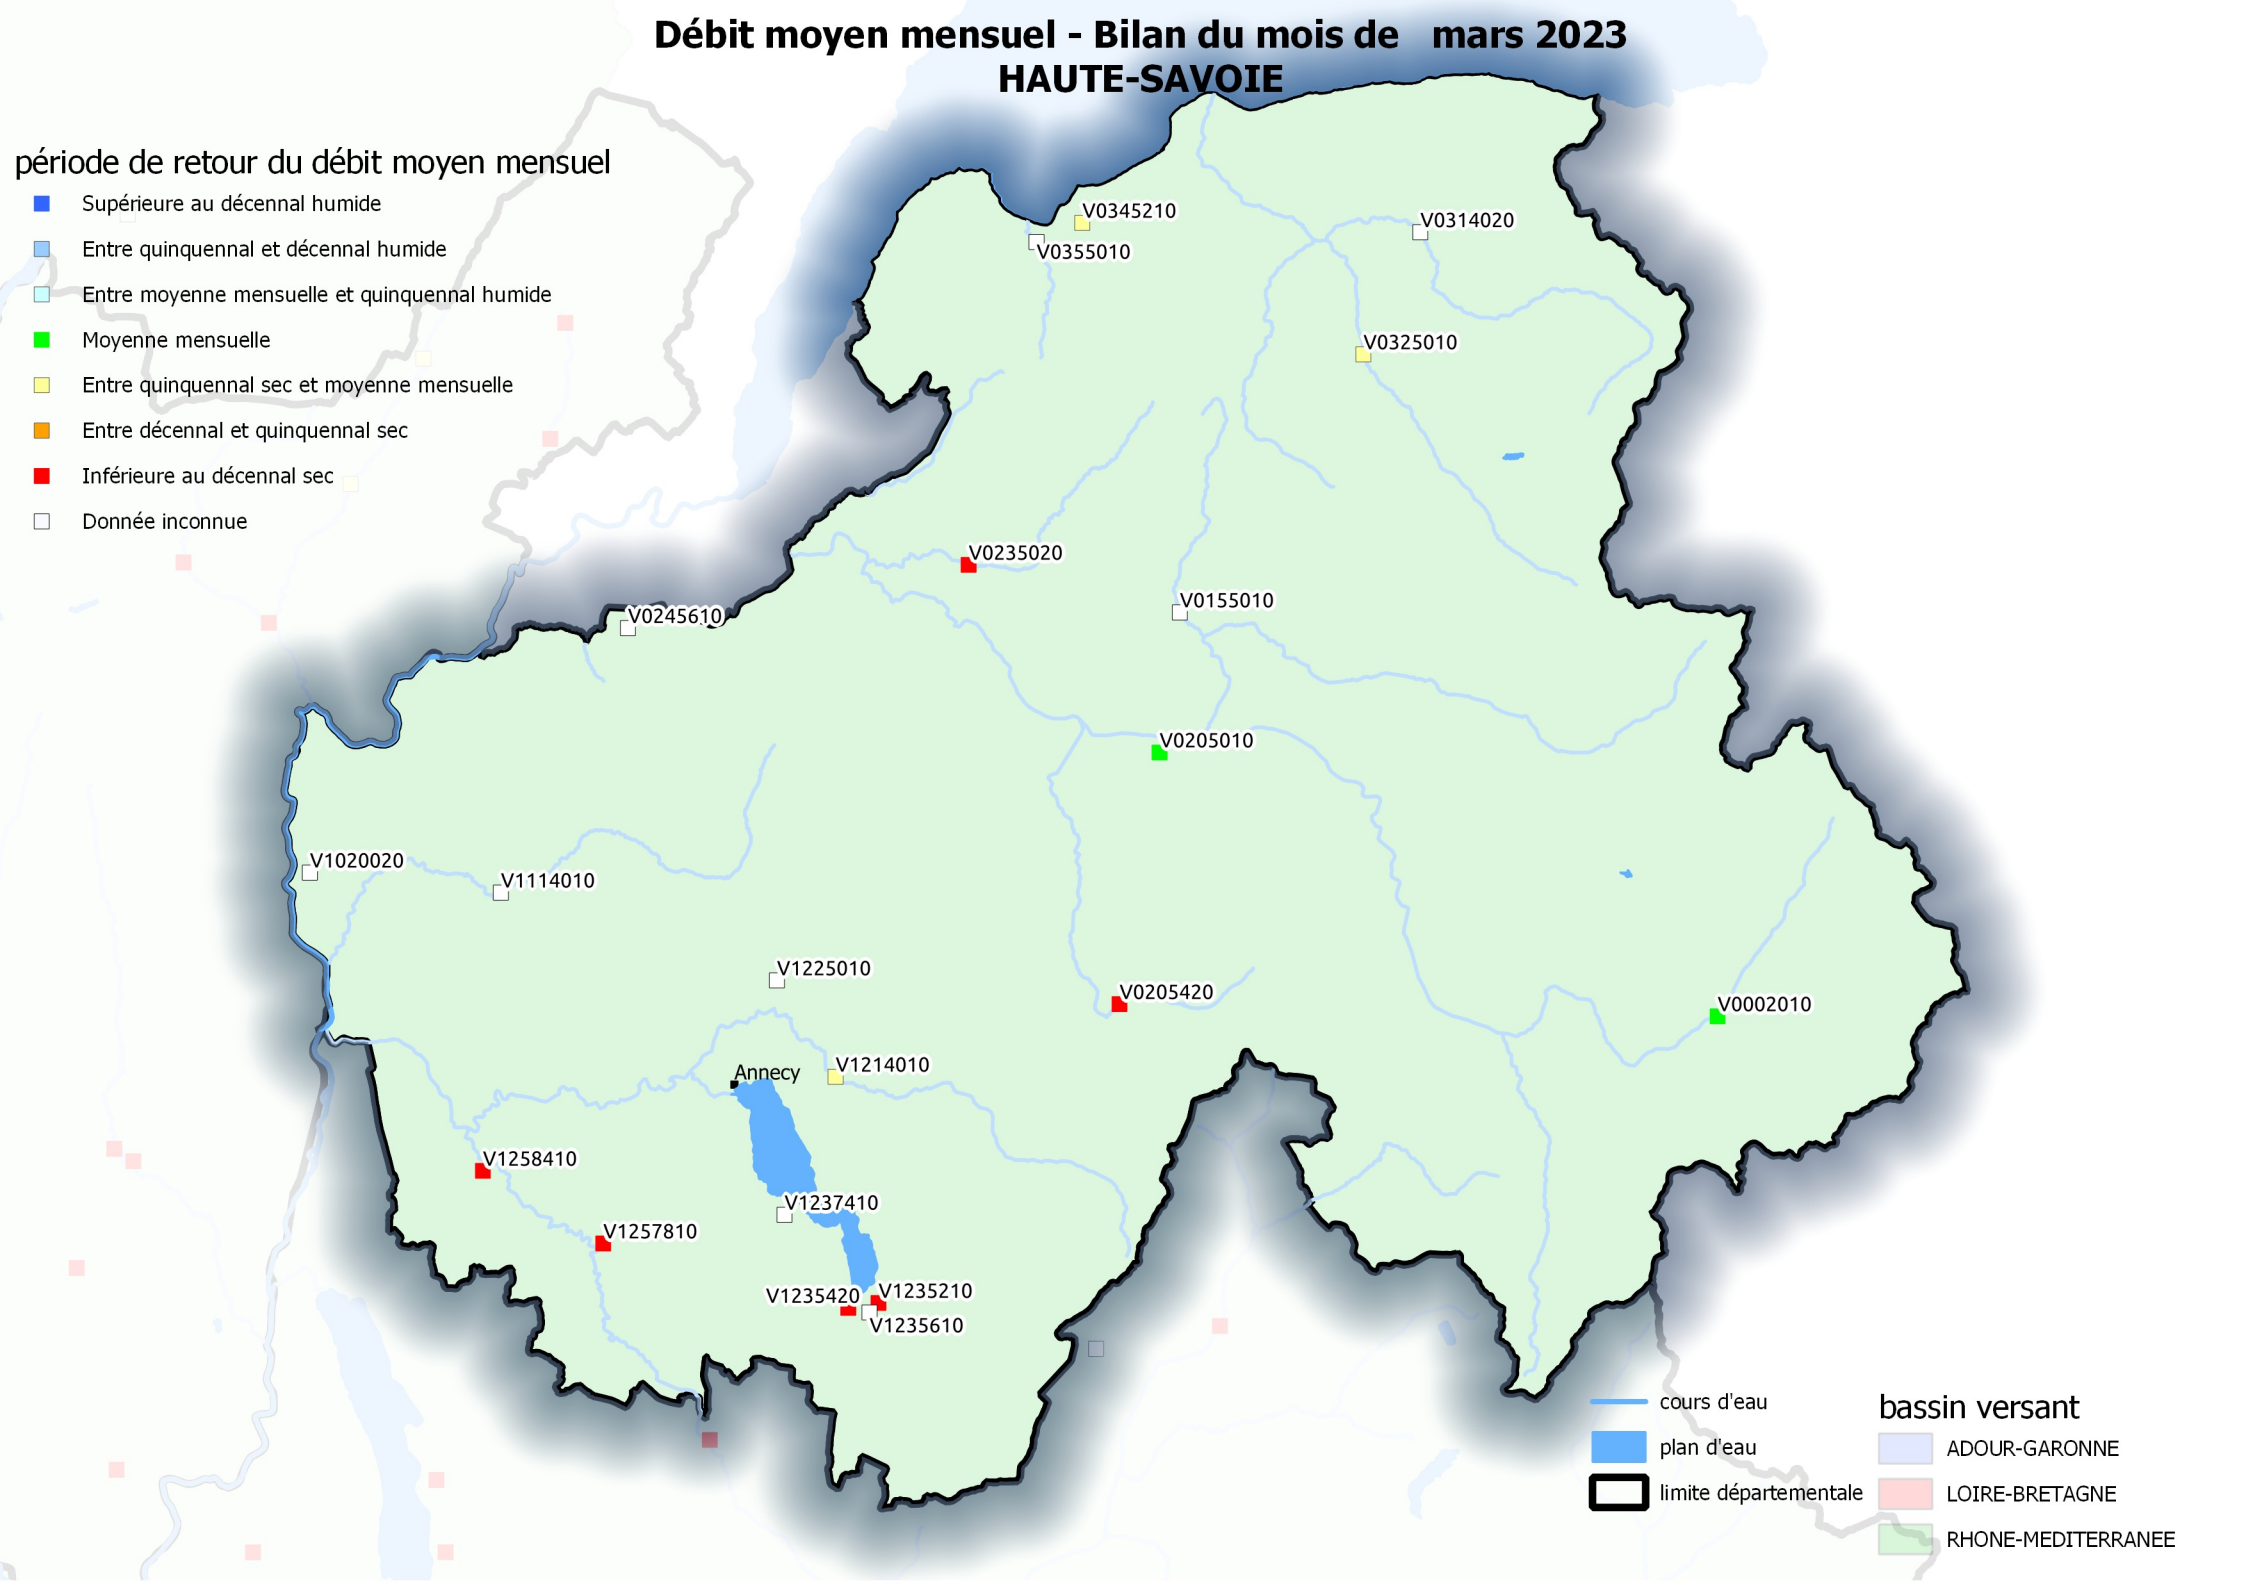 Débit moyen mensuel - Bilan du mois de mars 2023
HAUTE-SAVOIE
période de retour du débit moyen mensuel
Supérieure au décennal humide
Entre quinquennal et décennal humide
Entre moyenne mensuelle et quinquennal humide
Moyenne mensuelle
Entre quinquennal sec et moyenne mensuelle
Entre décennal et quinquennal sec
Inférieure au décennal sec
Donnée inconnue
V0345210
V0355010
V0314020
V0325010
V0235020
V0245610
V0155010
V0205010
V1020020
V1114010
V1225010
V0205420
V0002010
V1214010
Annecy
V1258410
V1237410
V1257810
V1235420
V1235210
V1235610
cours d'eau
plan d'eau
limite départementale
bassin versant
ADOUR-GARONNE
LOIRE-BRETAGNE
RHONE-MEDITERRANEE